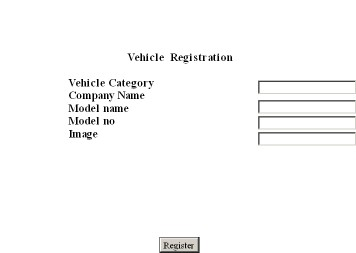 Vehicle Registration
Vehicle Category
Company Name
Model name
Model no
Image
Register